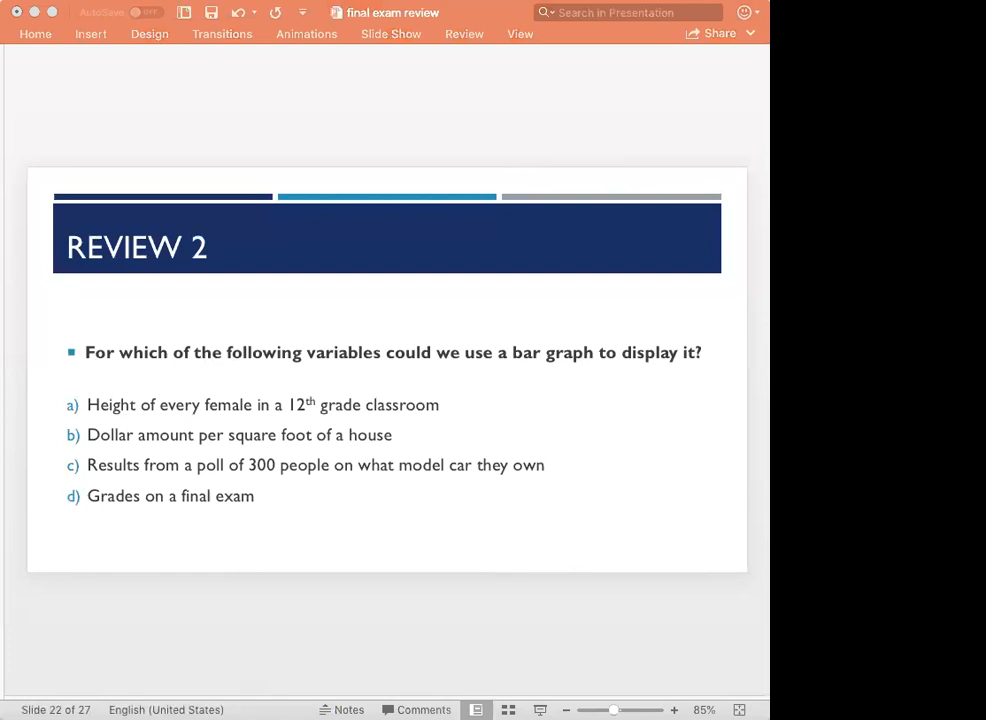 AutoSave OFF final exam review Search in Presentation
Home Insert Design Transitions Animations Slide Show Review View Share
REVIEW 2
For which of the following variables could we use a bar graph to display it?
a) Height of every female in a 12th grade classroom
b) Dollar amount per square foot of a house
c) Results from a poll of 300 people on what model car they own
d) Grades on a final exam
Slide 22 of 27 English (United States) Notes Comments 85%